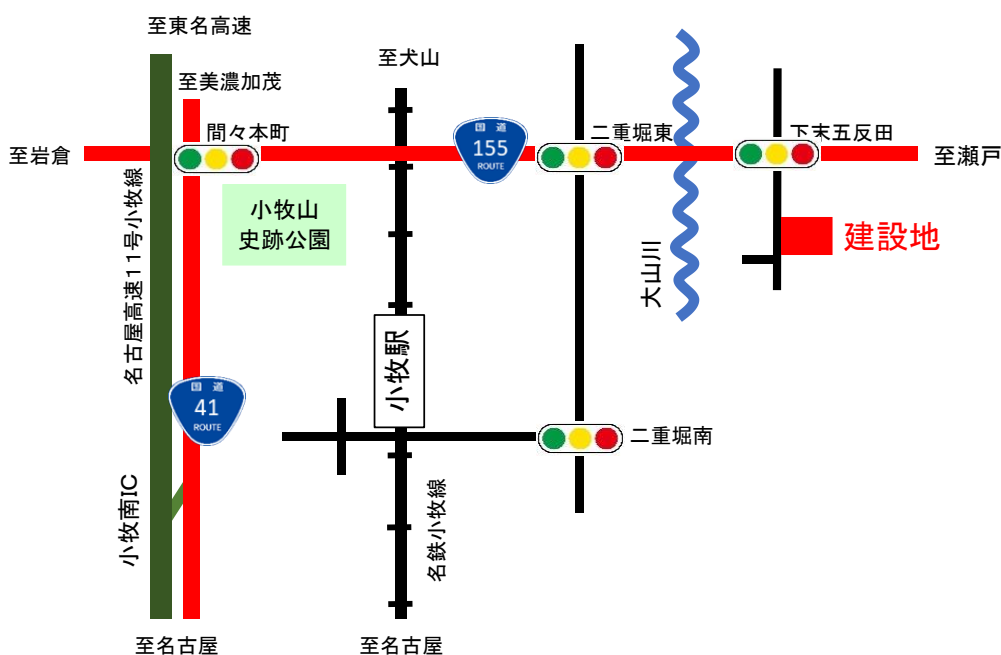 至東名高速
至美濃加茂
至犬山
間々本町
国道
155
ROUTE
二重堀東
下末五反田
至岩倉
至瀬戸
小牧山
史跡公園
建設地
大山川
名古屋高速11号小牧線
小牧駅
国道
41
ROUTE
二重堀南
小牧南IC
名鉄小牧線
至名古屋
至名古屋